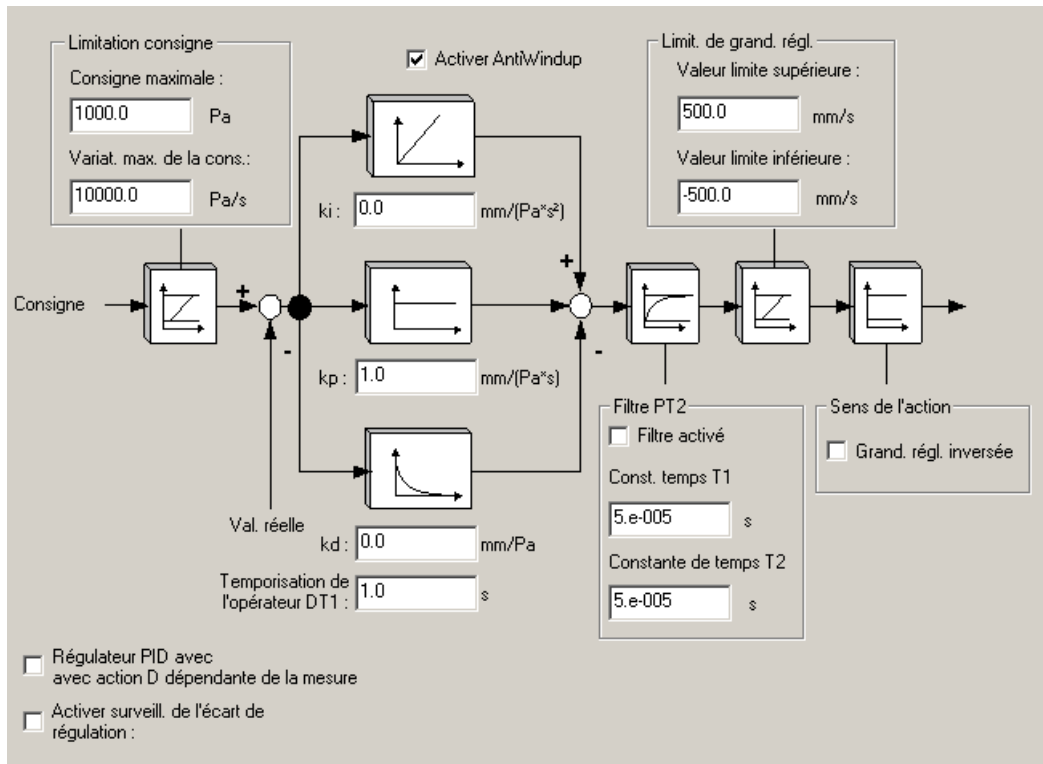 Limitation consigne
Consigne maximale :
1000.0 Pa
Variat. max. de la cons.:
10000.0 Pa/s
Activer AntiWindup
Limit. de grand. régl.
Valeur limite supérieure :
500.0 mm/s
Valeur limite inférieure :
-500.0 mm/s
ki : 0.0 mm/(Pa*s²)
Consigne
+
-
+
-
kp : 1.0 mm/(Pa*s)
Val. réelle
kd : 0.0 mm/Pa
Temporisation de
l'opérateur DT1 : 1.0 s
Filtre PT2
Filtre activé
Const. temps T1
5.e-005 s
Constante de temps T2
5.e-005 s
Sens de l'action
Grand. régl. inversée
Régulateur PID avec
avec action D dépendante de la mesure
Activer surveill. de l'écart de
régulation :